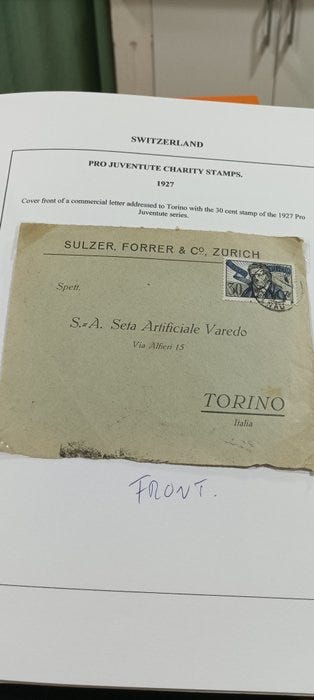 SWITZERLAND
PRO JUVENTUTE CHARITY STAMPS.
1927
Cover front of a commercial letter addressed to Torino with the 30 cent stamp of the 1927 Pro
Juventute series.
SULZER, FORRER & Cº, ZÜRICH
30
Spett.
S.=A. Seta Artificiale Varedo
Via Alfieri 15
TORINO
Italia
FRONT.